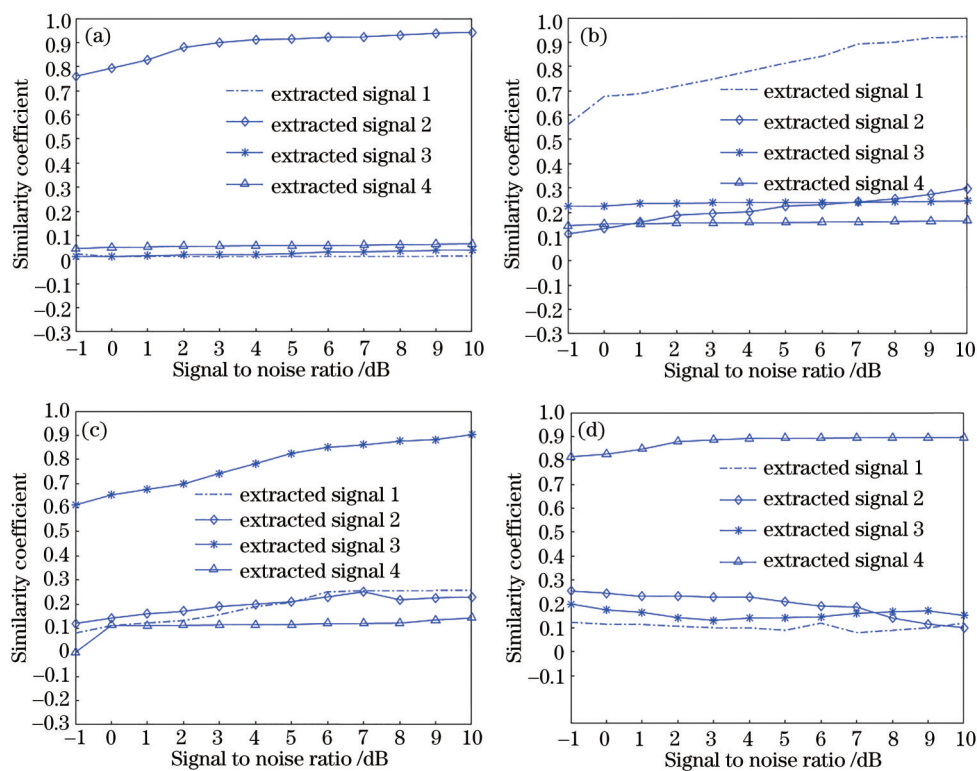 (a)
1.0
0.9
0.8
0.7
0.6
0.5
0.4
0.3
0.2
0.1
0
−0.1
−0.2
−0.3
Similarity coefficient
extracted signal 1
extracted signal 2
extracted signal 3
extracted signal 4
−1 0 1 2 3 4 5 6 7 8 9 10
Signal to noise ratio /dB
(b)
1.0
0.9
0.8
0.7
0.6
0.5
0.4
0.3
0.2
0.1
0
−0.1
−0.2
−0.3
Similarity coefficient
extracted signal 1
extracted signal 2
extracted signal 3
extracted signal 4
−1 0 1 2 3 4 5 6 7 8 9 10
Signal to noise ratio /dB
(c)
1.0
0.9
0.8
0.7
0.6
0.5
0.4
0.3
0.2
0.1
0
−0.1
−0.2
−0.3
Similarity coefficient
extracted signal 1
extracted signal 2
extracted signal 3
extracted signal 4
−1 0 1 2 3 4 5 6 7 8 9 10
Signal to noise ratio /dB
(d)
1.0
0.9
0.8
0.7
0.6
0.5
0.4
0.3
0.2
0.1
−0.1
Similarity coefficient
extracted signal 1
extracted signal 2
extracted signal 3
extracted signal 4
−1 0 1 2 3 4 5 6 7 8 9 10
Signal to noise ratio /dB